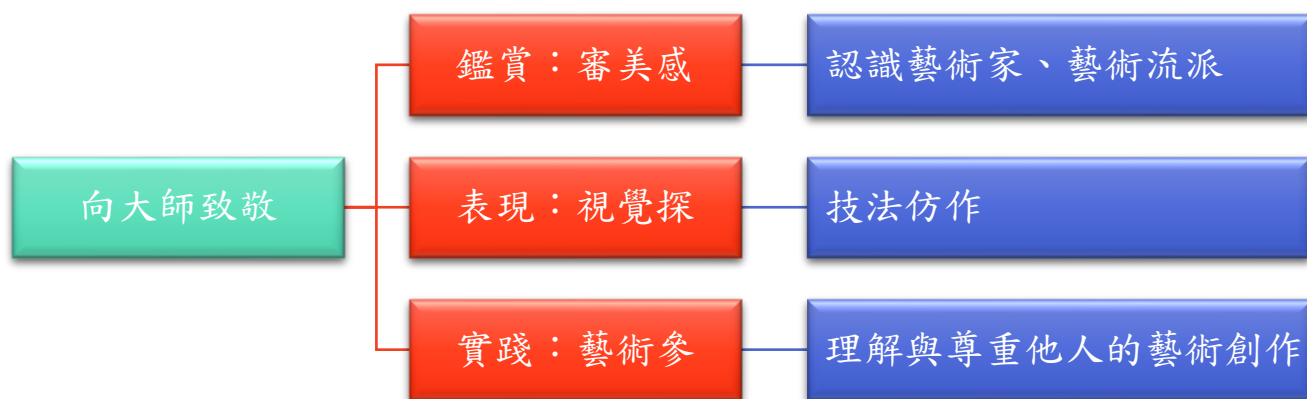 向大師致敬
鑑賞：審美感
認識藝術家、藝術流派
表現：視覺探
技法仿作
實踐：藝術參
理解與尊重他人的藝術創作